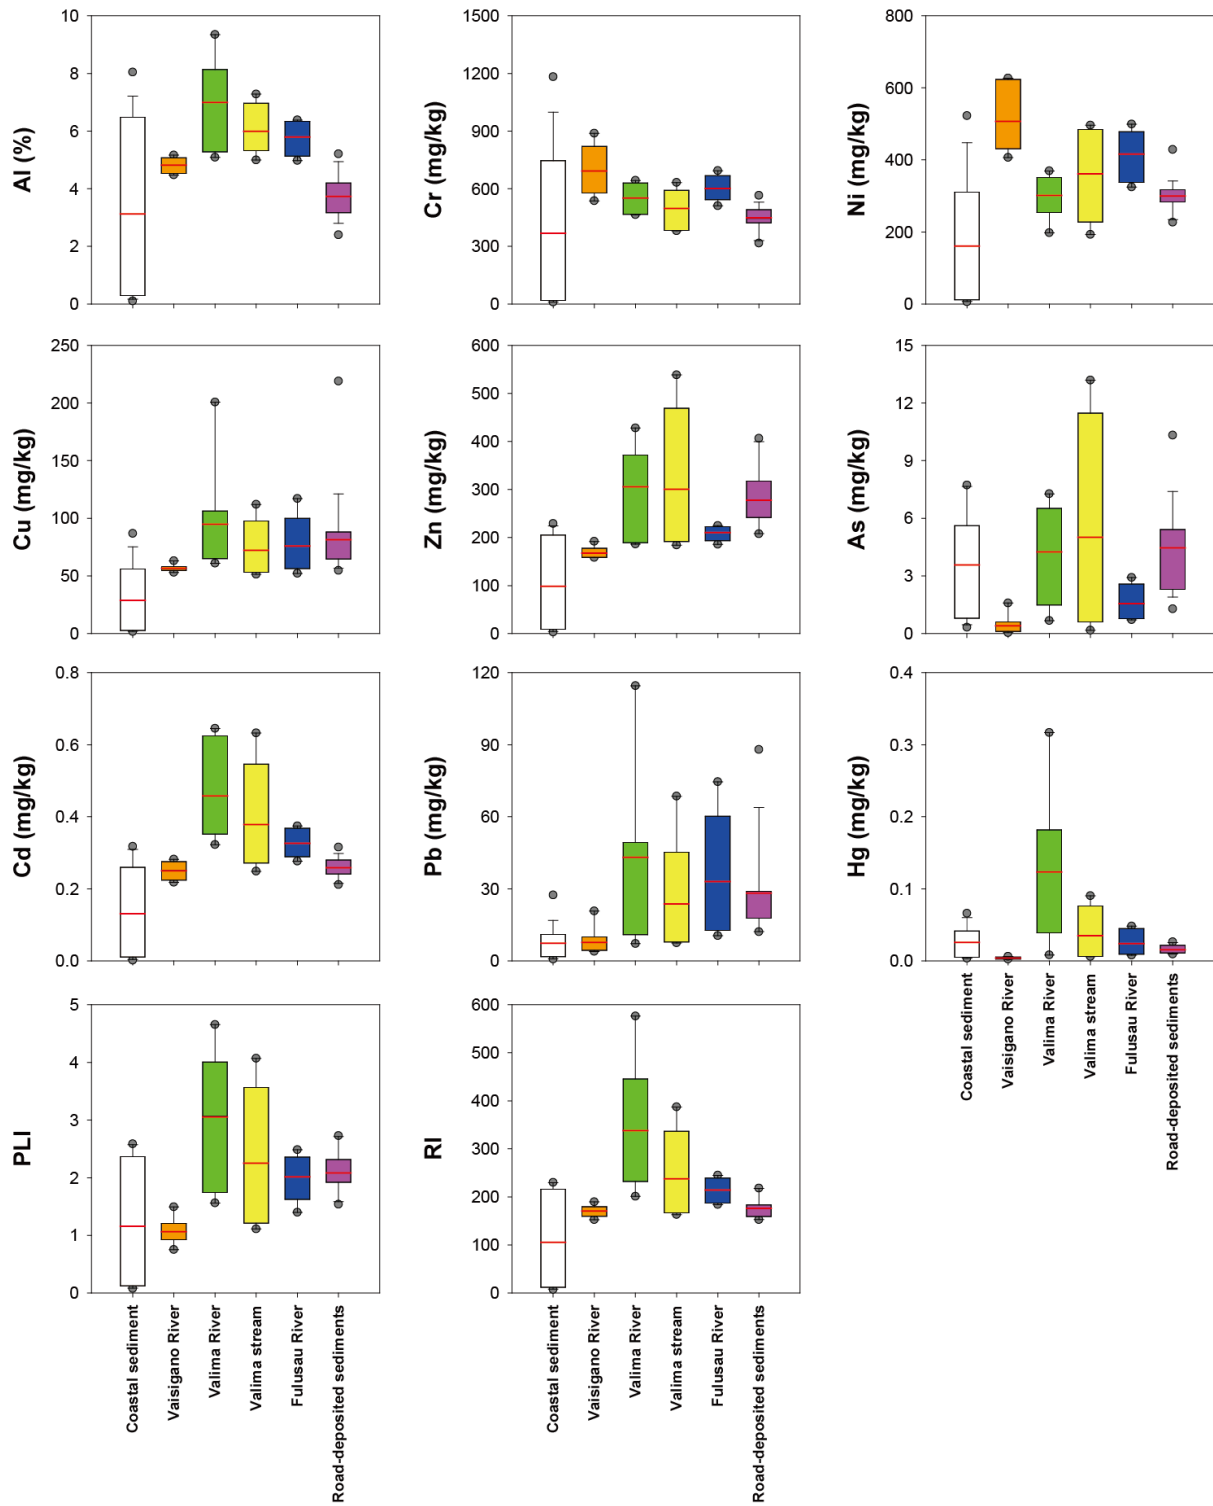 Al (%)
10
8
6
4
2
0
Cr (mg/kg)
1500
1200
900
600
300
0
Ni (mg/kg)
800
600
400
200
0
Cu (mg/kg)
250
200
150
100
50
0
Zn (mg/kg)
600
500
400
300
200
100
0
As (mg/kg)
15
12
9
6
3
0
Cd (mg/kg)
0.8
0.6
0.4
0.2
0.0
Pb (mg/kg)
120
90
60
30
0
Hg (mg/kg)
0.4
0.3
0.2
0.1
0.0
Coastal sediment
Vaisigano River
Valima River
Valima stream
Fulusau River
Road-deposited sediments
PLI
5
4
3
2
1
0
Coastal sediment
Vaisigano River
Valima River
Valima stream
Fulusau River
Road-deposited sediments
RI
600
500
400
300
200
100
0
Coastal sediment
Vaisigano River
Valima River
Valima stream
Fulusau River
Road-deposited sediments